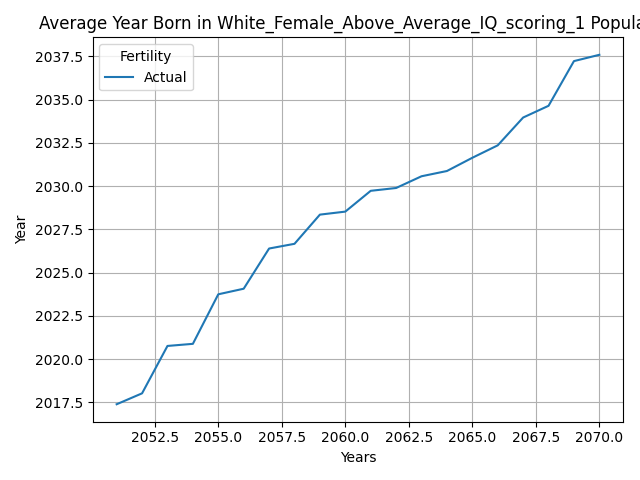 Average Year Born in White_Female_Above_Average_IQ_scoring_1 Popula
Fertility
Actual
2037.5
2035.0
2032.5
2030.0
2027.5
2025.0
2022.5
2020.0
2017.5
Year
2052.5 2055.0 2057.5 2060.0 2062.5 2065.0 2067.5 2070.0
Years